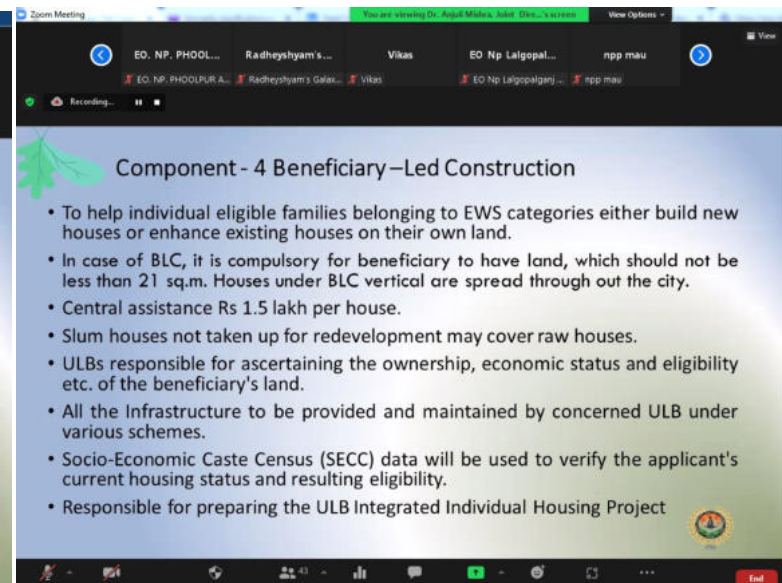 Zoom Meeting
You are viewing Dr. Anjali Mishra, Joint Dire...'s screen
View Options
View
EO. NP. PHOOL...
Radheyshyam's...
Vikas
EO Np Lalgopal...
npp mau
EO. NP. PHOOLPUR A...
Radheyshyam's Galax...
Vikas
EO Np Lalgopalganj ...
npp mau
Recording...
Component - 4 Beneficiary –Led Construction
• To help individual eligible families belonging to EWS categories either build new
houses or enhance existing houses on their own land.
• In case of BLC, it is compulsory for beneficiary to have land, which should not be
less than 21 sq.m. Houses under BLC vertical are spread through out the city.
• Central assistance Rs 1.5 lakh per house.
• Slum houses not taken up for redevelopment may cover raw houses.
• ULBs responsible for ascertaining the ownership, economic status and eligibility
etc. of the beneficiary's land.
• All the Infrastructure to be provided and maintained by concerned ULB under
various schemes.
• Socio-Economic Caste Census (SECC) data will be used to verify the applicant's
current housing status and resulting eligibility.
• Responsible for preparing the ULB Integrated Individual Housing Project
43
End